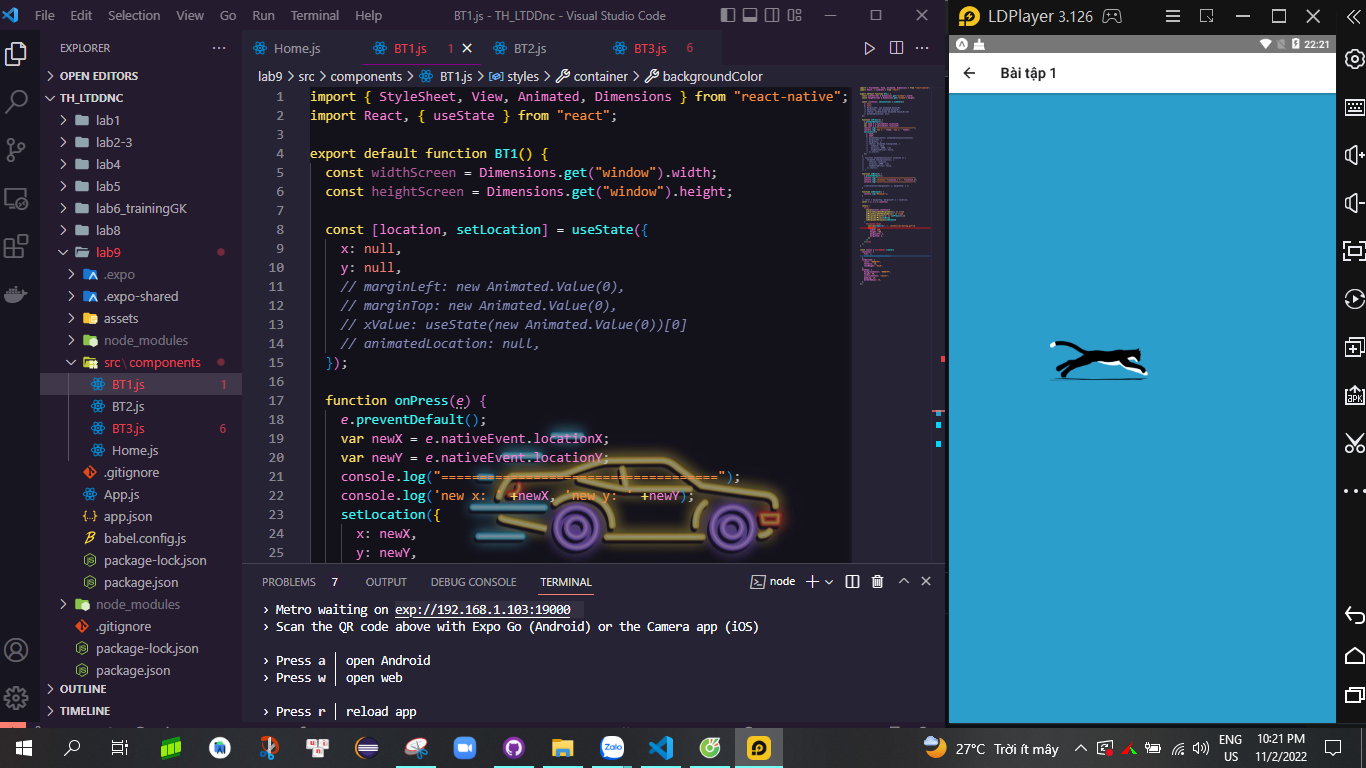 File Edit Selection View Go Run Terminal Help
BT1.js - TH_LTDDnc - Visual Studio Code
EXPLORER
OPEN EDITORS
TH_LTDDNC
lab1
lab2-3
lab4
lab5
lab6_trainingGK
lab8
lab9
.expo
.expo-shared
assets
node_modules
src\components
BT1.js 1
BT2.js
BT3.js 6
Home.js
.gitignore
App.js
app.json
babel.config.js
package-lock.json
package.json
node_modules
.gitignore
package-lock.json
package.json
OUTLINE
TIMELINE
Home.js BT1.js 1 BT2.js BT3.js 6
lab9 > src > components > BT1.js > styles > container > backgroundColor
1 import { StyleSheet, View, Animated, Dimensions } from "react-native";
2 import React, { useState } from "react";
3
4 export default function BT1() {
5 const widthScreen = Dimensions.get("window").width;
6 const heightScreen = Dimensions.get("window").height;
7
8 const [location, setLocation] = useState({
9 x: null,
10 y: null,
11 // marginLeft: new Animated.Value(0),
12 // marginTop: new Animated.Value(0),
13 // xValue: useState(new Animated.Value(0))[0]
14 // animatedLocation: null,
15 });
16
17 function onPress(e) {
18 e.preventDefault();
19 var newX = e.nativeEvent.locationX;
20 var newY = e.nativeEvent.locationY;
21 console.log("====================================");
22 console.log('new x: ' +newX, 'new y: ' +newY);
23 setLocation({
24 x: newX,
25 y: newY,
PROBLEMS 7 OUTPUT DEBUG CONSOLE TERMINAL
node
› Metro waiting on exp://192.168.1.103:19000
› Scan the QR code above with Expo Go (Android) or the Camera app (iOS)
› Press a │ open Android
› Press w │ open web
› Press r │ reload app
LDPlayer 3.126
22:21
Bài tập 1
Zalo
27°C Trời ít mây
ENG
US
10:21 PM
11/2/2022